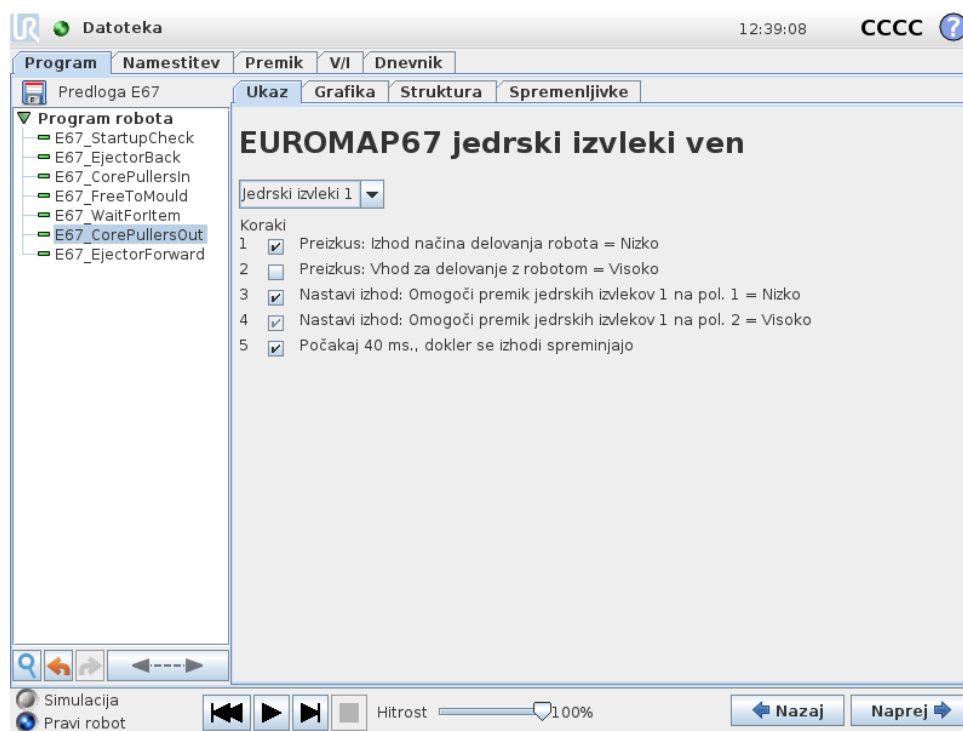 UR Datoteka 12:39:08 CCCC ?
Program Namestitev Premik V/I Dnevnik
Predloga E67
Ukaz Grafika Struktura Spremenljivke
Program robota
E67_StartupCheck
E67_EjectorBack
E67_CorePullersIn
E67_FreeToMould
E67_WaitForItem
E67_CorePullersOut
E67_EjectorForward
EUROMAP67 jedrski izvleki ven
Jedrski izvleki 1
Koraki
1 Preizkus: Izhod načina delovanja robota = Nizko
2 Preizkus: Vhod za delovanje z robotom = Visoko
3 Nastavi izhod: Omogoči premik jedrskih izvlekov 1 na pol. 1 = Nizko
4 Nastavi izhod: Omogoči premik jedrskih izvlekov 1 na pol. 2 = Visoko
5 Počakaj 40 ms., dokler se izhodi spreminjajo
Simulacija
Pravi robot
Hitrost 100%
Nazaj Naprej